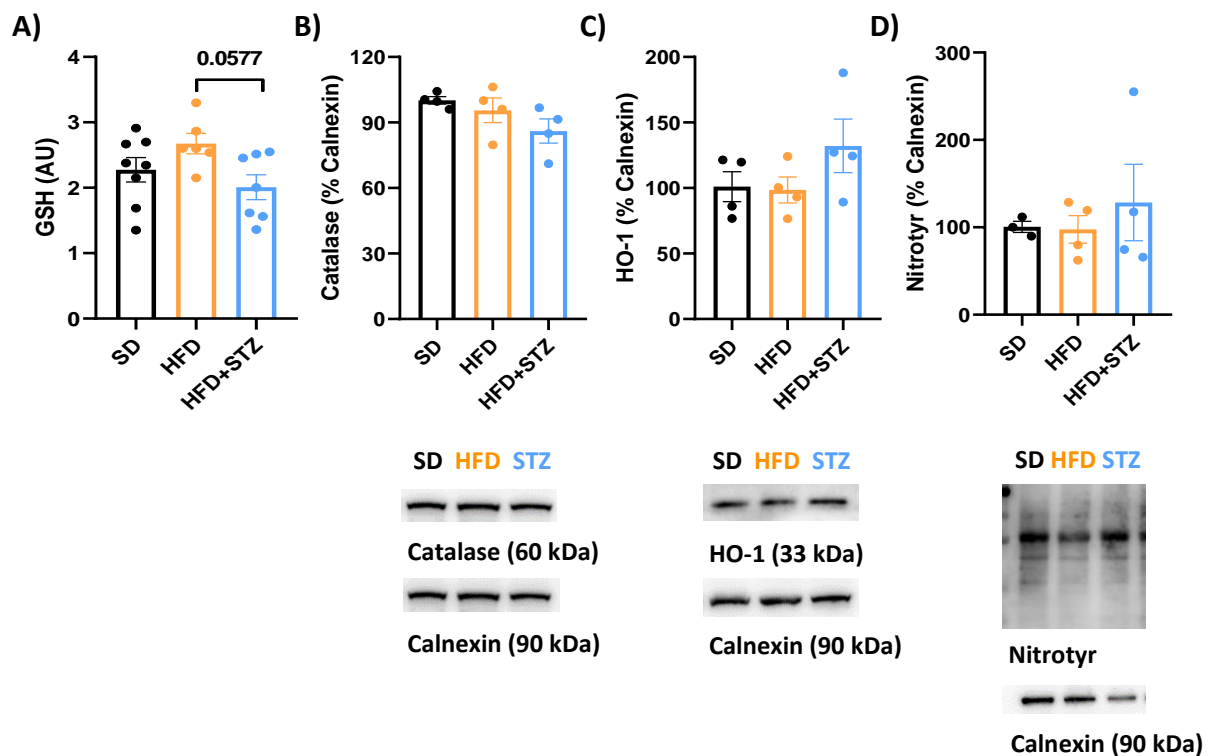 A)
GSH (AU)
4
3
2
1
0
0.0577
SD
HFD
HFD+STZ
B)
Catalase (% Calnexin)
120
90
60
30
0
SD
HFD
HFD+STZ
SD HFD STZ
Catalase (60 kDa)
Calnexin (90 kDa)
C)
HO-1 (% Calnexin)
200
150
100
50
0
SD
HFD
HFD+STZ
SD HFD STZ
HO-1 (33 kDa)
Calnexin (90 kDa)
D)
Nitrotyr (% Calnexin)
300
200
100
0
SD
HFD
HFD+STZ
SD HFD STZ
Nitrotyr
Calnexin (90 kDa)